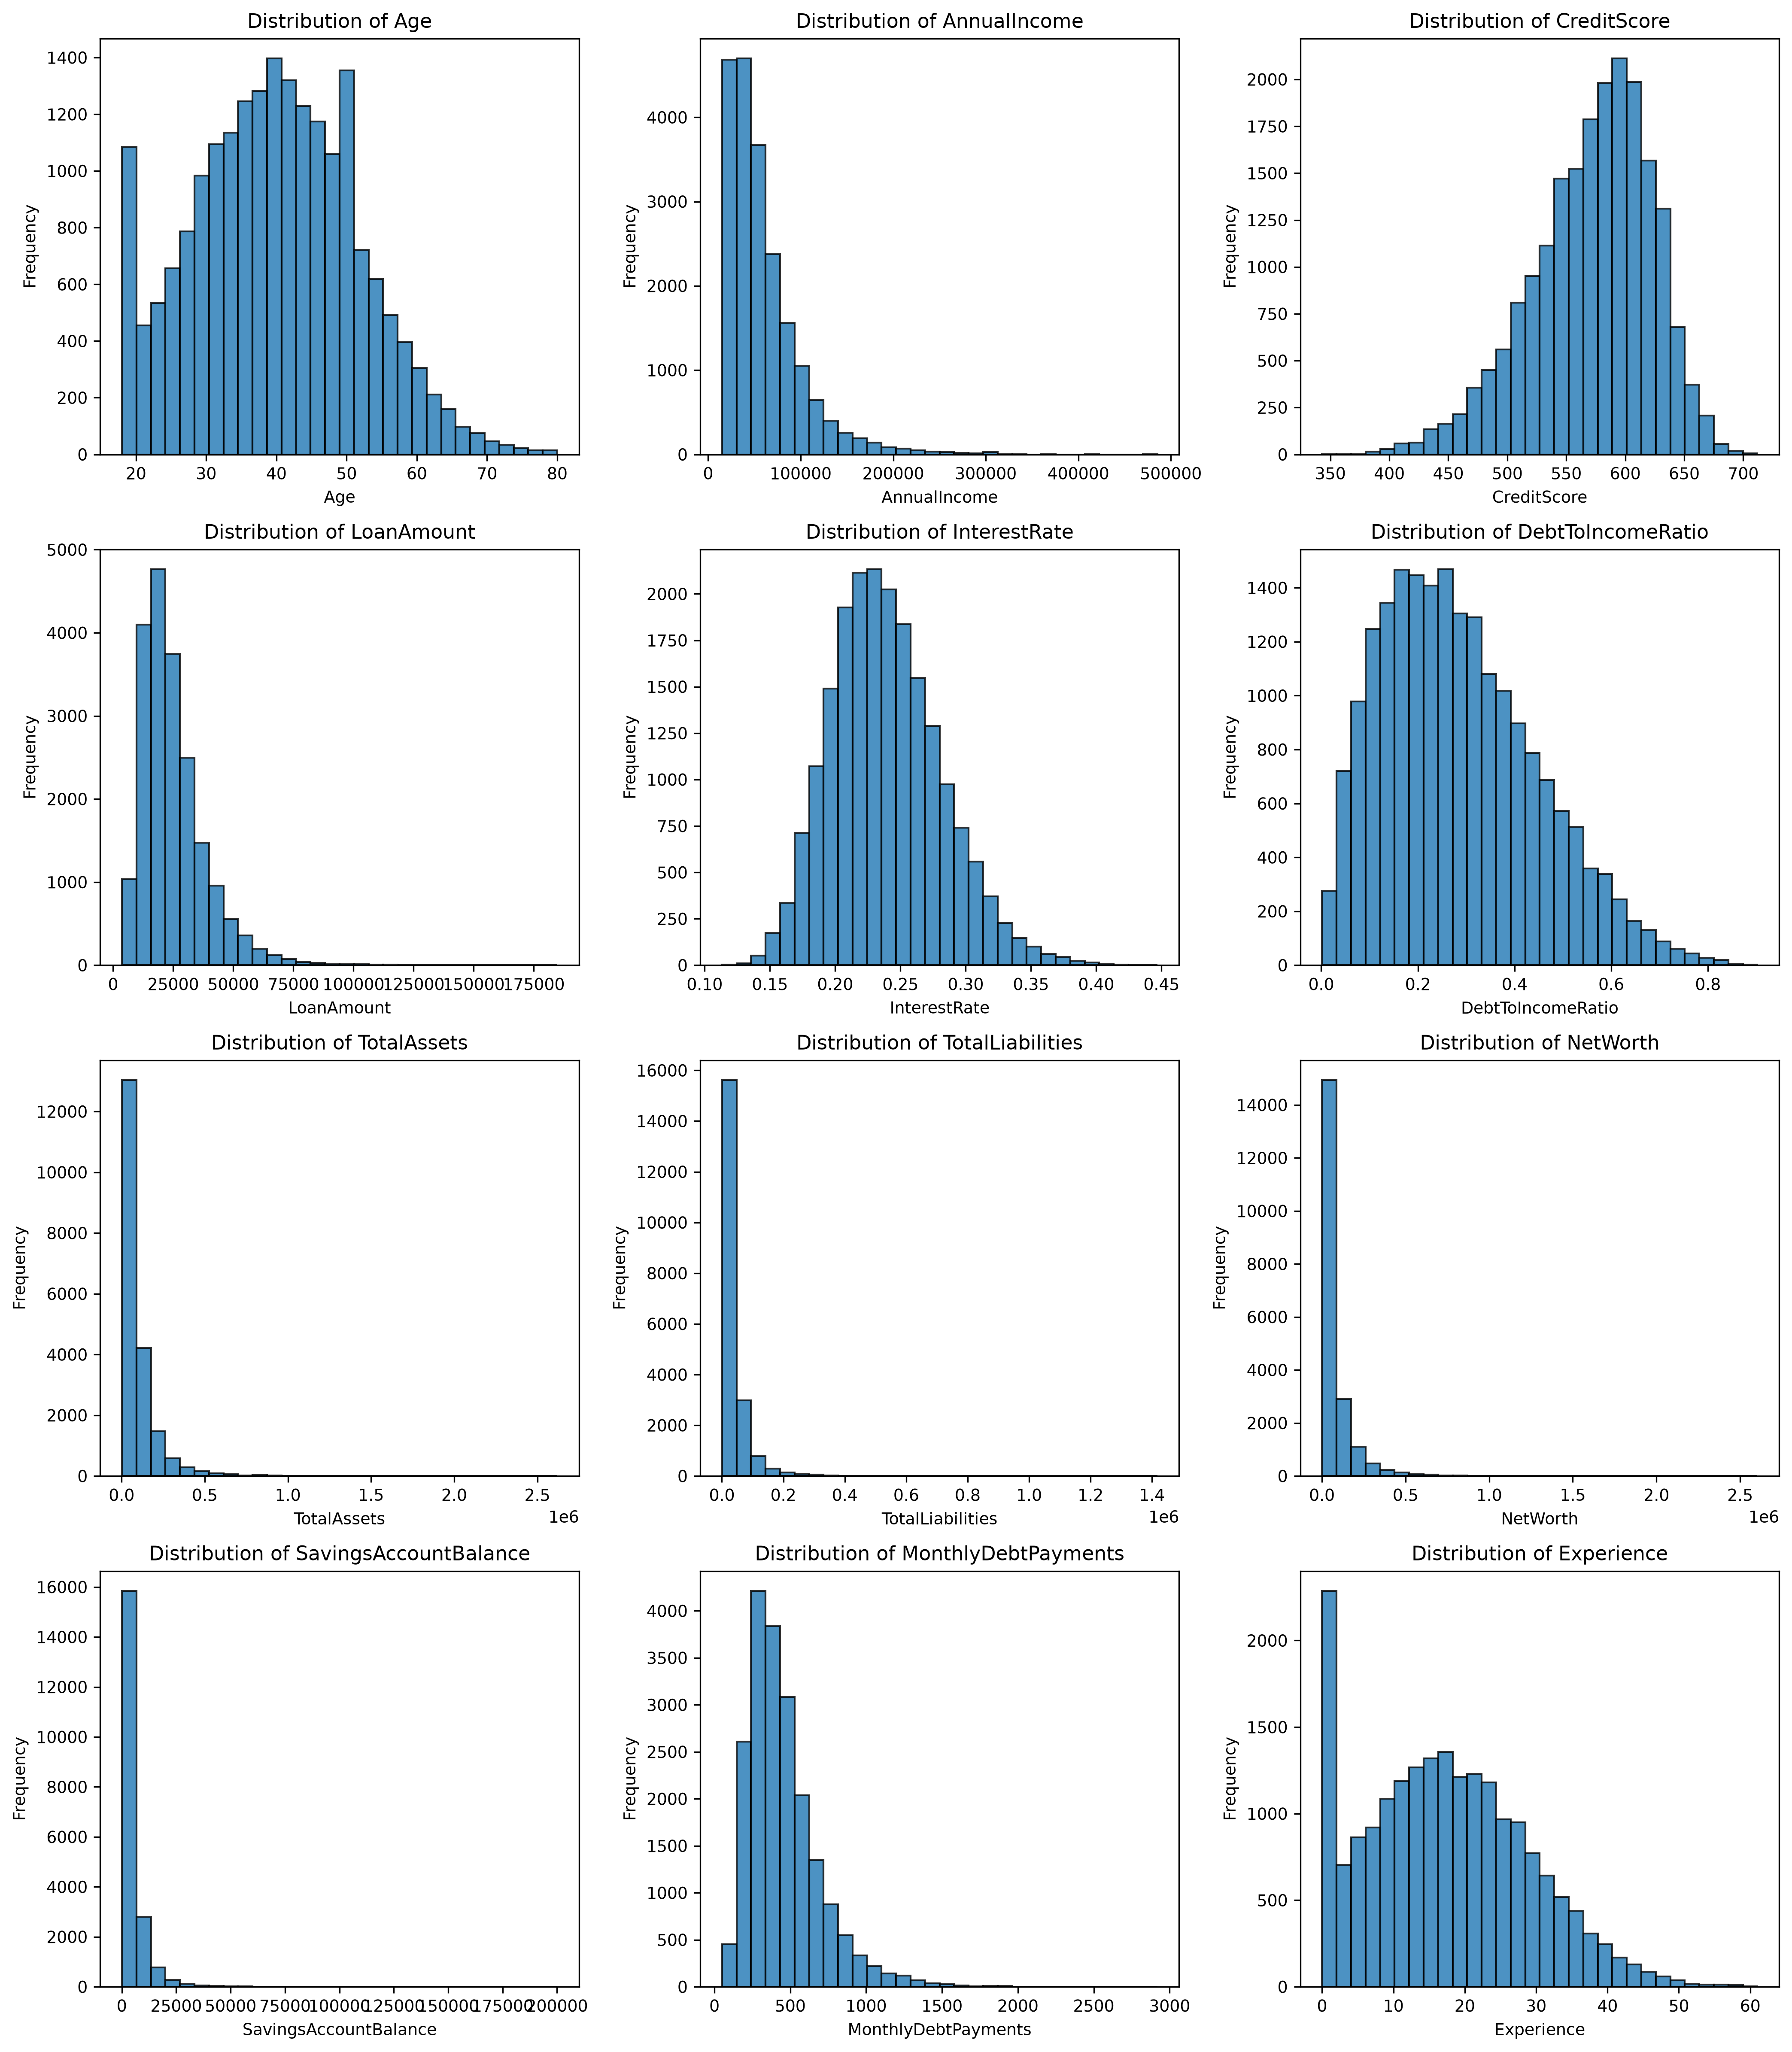 Distribution of Age
1400
1200
1000
800
600
400
200
0
Frequency
20 30 40 50 60 70 80
Age
Distribution of AnnualIncome
4000
3000
2000
1000
0
Frequency
0 100000 200000 300000 400000 500000
AnnualIncome
Distribution of CreditScore
2000
1750
1500
1250
1000
750
500
250
0
Frequency
350 400 450 500 550 600 650 700
CreditScore
Distribution of LoanAmount
5000
4000
3000
2000
1000
0
Frequency
0 25000 50000 75000 100000 125000 150000 175000
LoanAmount
Distribution of InterestRate
2000
1750
1500
1250
1000
750
500
250
0
Frequency
0.10 0.15 0.20 0.25 0.30 0.35 0.40 0.45
InterestRate
Distribution of DebtToIncomeRatio
1400
1200
1000
800
600
400
200
0
Frequency
0.0 0.2 0.4 0.6 0.8
DebtToIncomeRatio
Distribution of TotalAssets
12000
10000
8000
6000
4000
2000
0
Frequency
0.0 0.5 1.0 1.5 2.0 2.5
TotalAssets
1e6
Distribution of TotalLiabilities
16000
14000
12000
10000
8000
6000
4000
2000
0
Frequency
0.0 0.2 0.4 0.6 0.8 1.0 1.2 1.4
TotalLiabilities
1e6
Distribution of NetWorth
14000
12000
10000
8000
6000
4000
2000
0
Frequency
0.0 0.5 1.0 1.5 2.0 2.5
NetWorth
1e6
Distribution of SavingsAccountBalance
16000
14000
12000
10000
8000
6000
4000
2000
0
Frequency
0 25000 50000 75000 100000 125000 150000 175000 200000
SavingsAccountBalance
Distribution of MonthlyDebtPayments
4000
3500
3000
2500
2000
1500
1000
500
0
Frequency
0 500 1000 1500 2000 2500 3000
MonthlyDebtPayments
Distribution of Experience
2000
1500
1000
500
0
Frequency
0 10 20 30 40 50 60
Experience